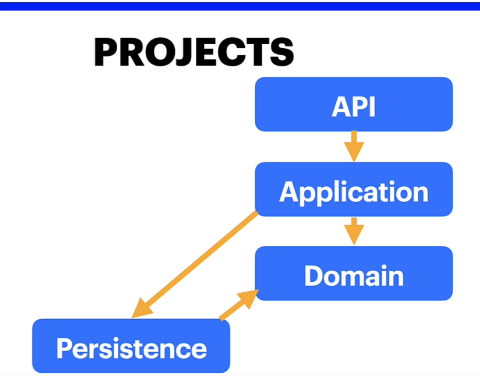 PROJECTS
API
Application
Domain
Persistence